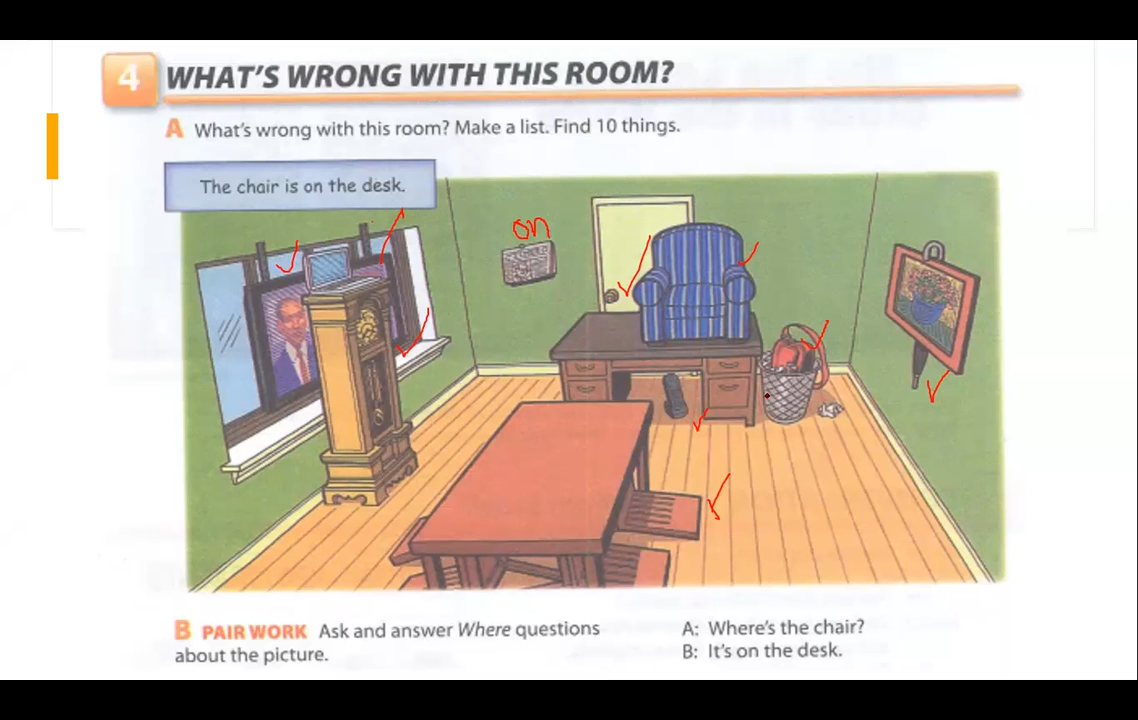 4 WHAT'S WRONG WITH THIS ROOM?
A What's wrong with this room? Make a list. Find 10 things.
The chair is on the desk.
on
B PAIR WORK Ask and answer Where questions
about the picture.
A: Where's the chair?
B: It's on the desk.